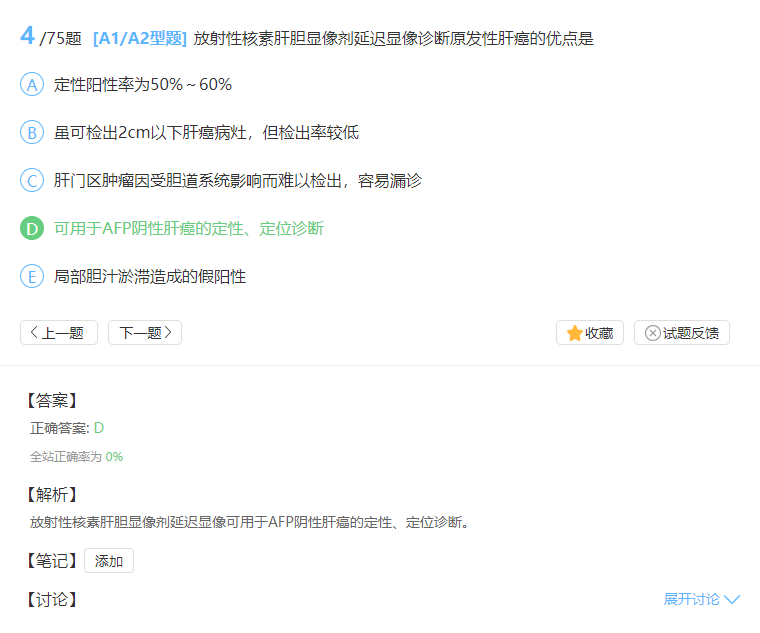 4 /75题 [A1/A2型题] 放射性核素肝胆显像剂延迟显像诊断原发性肝癌的优点是
A 定性阳性率为50%～60%
B 虽可检出2cm以下肝癌病灶，但检出率较低
C 肝门区肿瘤因受胆道系统影响而难以检出，容易漏诊
D 可用于AFP阴性肝癌的定性、定位诊断
E 局部胆汁淤滞造成的假阳性
上一题 下一题 收藏 试题反馈
【答案】
正确答案: D
全站正确率为 0%
【解析】
放射性核素肝胆显像剂延迟显像可用于AFP阴性肝癌的定性、定位诊断。
【笔记】 添加
【讨论】 展开讨论